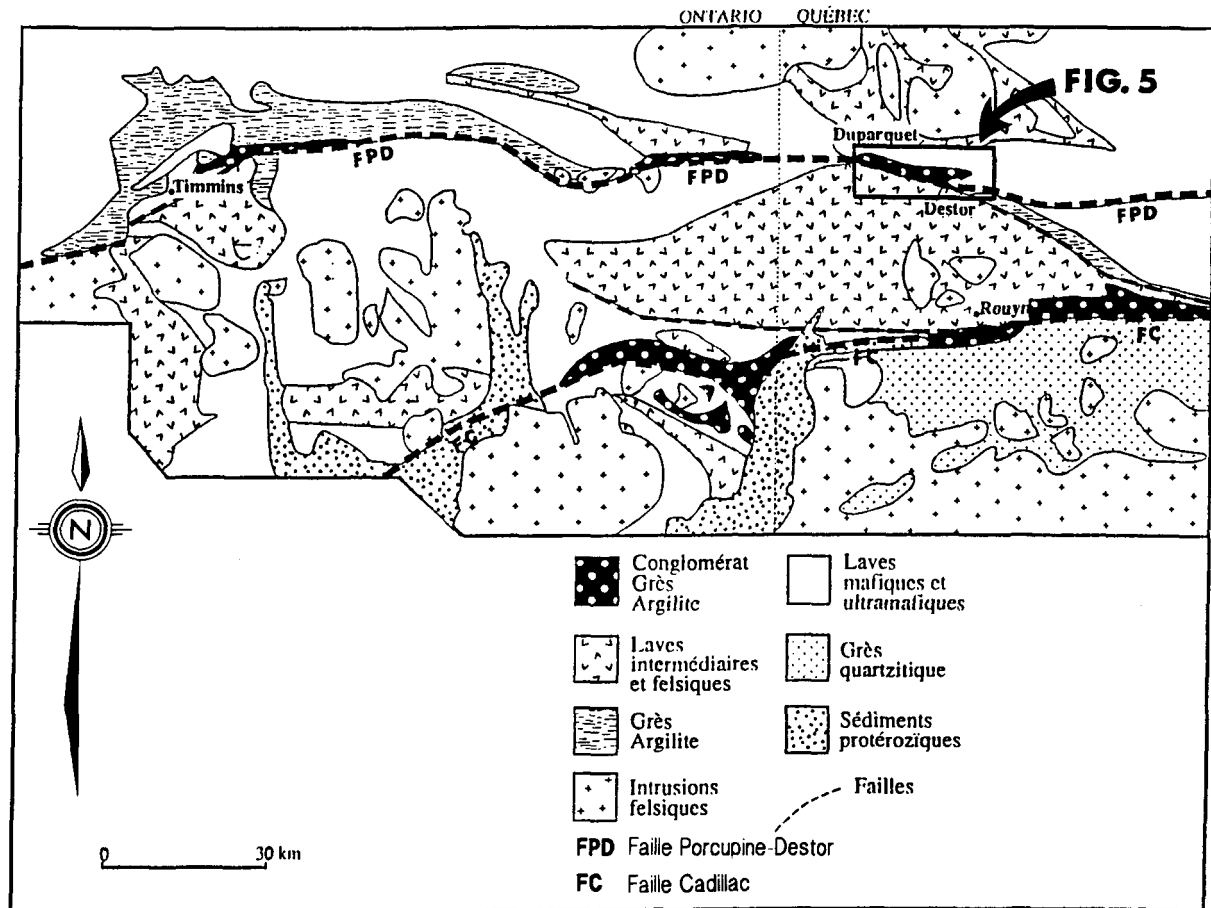 ONTARIO QUÉBEC
FIG. 5
Duparquet
FPD
FPD
Timmins
Destor
FPD
Rouyn
FC
FC
FC
N
Conglomérat
Grès
Argilite
Laves
mafiques et
ultramafiques
Laves
intermédiaires
et felsiques
Grès
quartzitique
Grès
Argilite
Sédiments
protérozïques
Intrusions
felsiques
Failles
FPD Faille Porcupine-Destor
FC Faille Cadillac
0 30 km